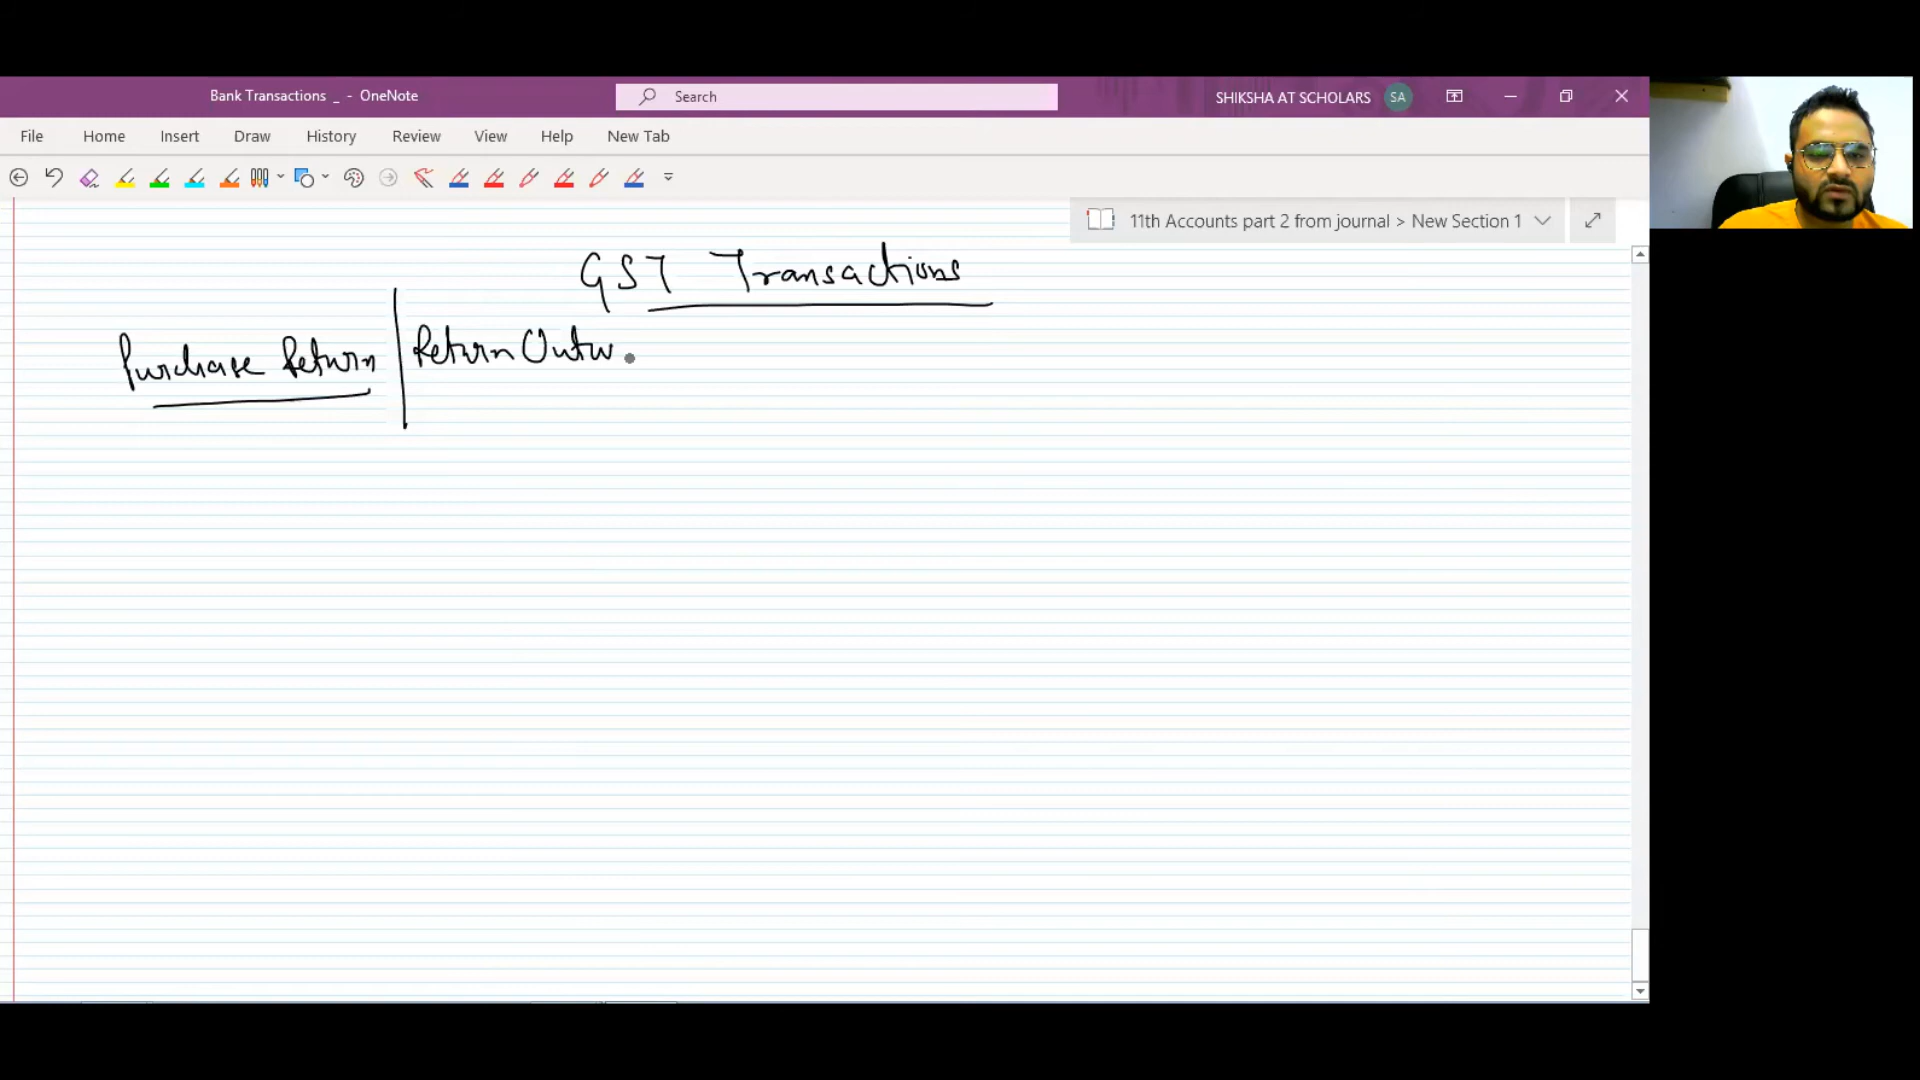 Bank Transactions _ - OneNote
Search
SHIKSHA AT SCHOLARS SA
File Home Insert Draw History Review View Help New Tab
11th Accounts part 2 from journal > New Section 1
GST Transactions
Purchase Return | Return Outw